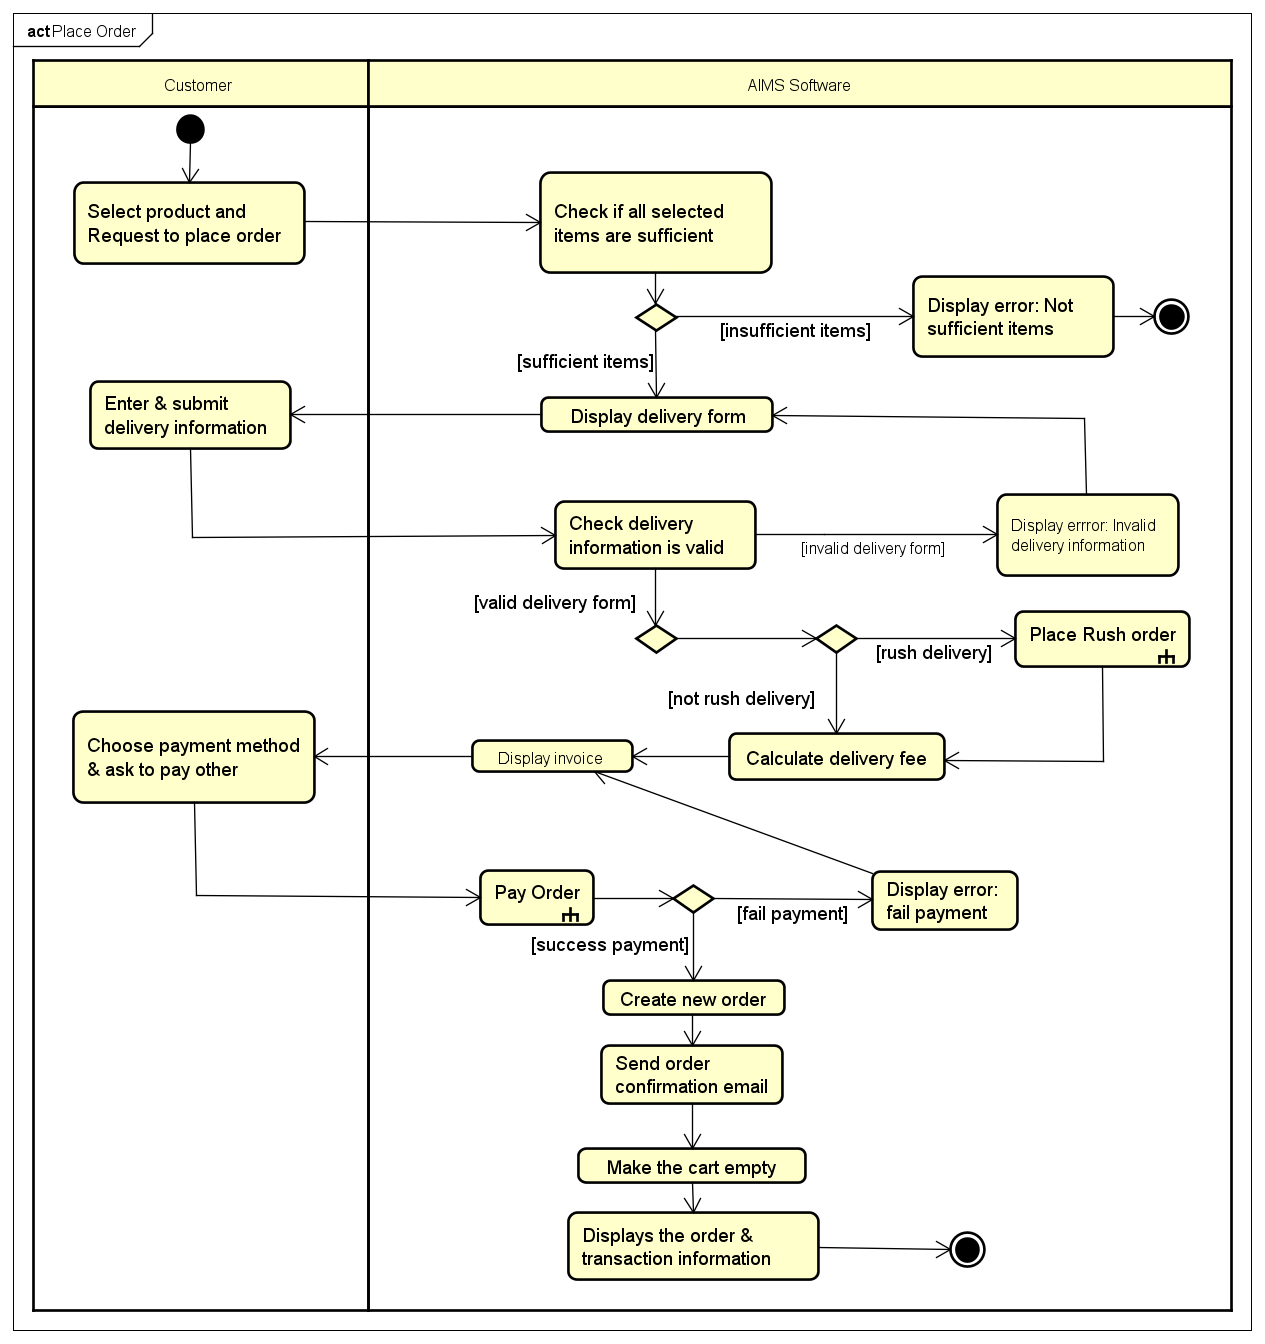 act Place Order
Customer
AIMS Software
Select product and
Request to place order
Check if all selected
items are sufficient
Display error: Not
sufficient items
[insufficient items]
[sufficient items]
Enter & submit
delivery information
Display delivery form
Check delivery
information is valid
[invalid delivery form]
Display errror: Invalid
delivery information
[valid delivery form]
Place Rush order
[rush delivery]
[not rush delivery]
Choose payment method
& ask to pay other
Display invoice
Calculate delivery fee
Pay Order
[fail payment]
Display error:
fail payment
[success payment]
Create new order
Send order
confirmation email
Make the cart empty
Displays the order &
transaction information